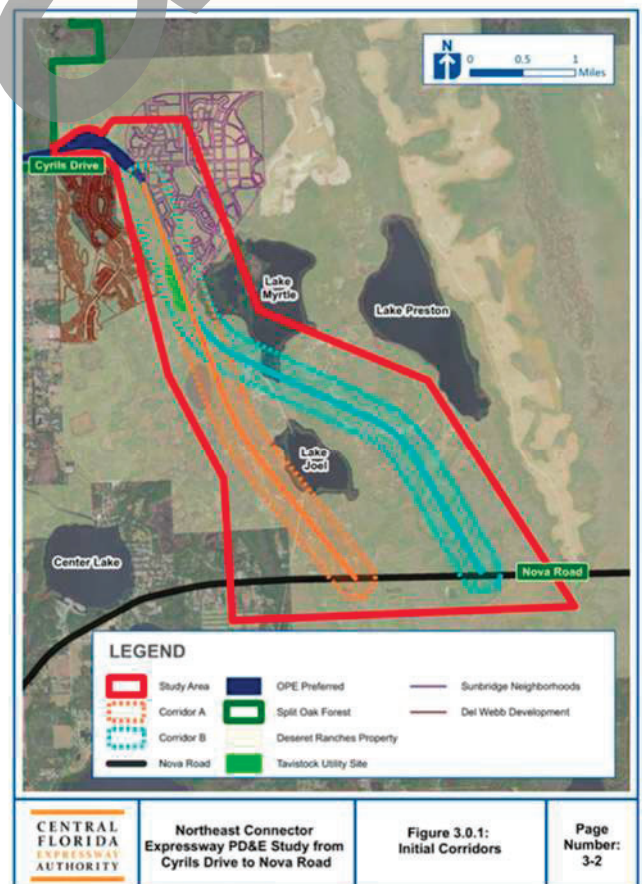 N
0 0.5 1
Miles
Cyrils Drive
Lake
Myrtle
Lake Preston
Lake
Joel
Center Lake
Nova Road
LEGEND
Study Area
OPE Preferred
Sunbridge Neighborhoods
Corridor A
Split Oak Forest
Del Webb Development
Corridor B
Deseret Ranches Property
Nova Road
Tavistock Utility Site
CENTRAL
FLORIDA
EXPRESSWAY
AUTHORITY
Northeast Connector
Expressway PD&E Study from
Cyrils Drive to Nova Road
Figure 3.0.1:
Initial Corridors
Page
Number:
3-2